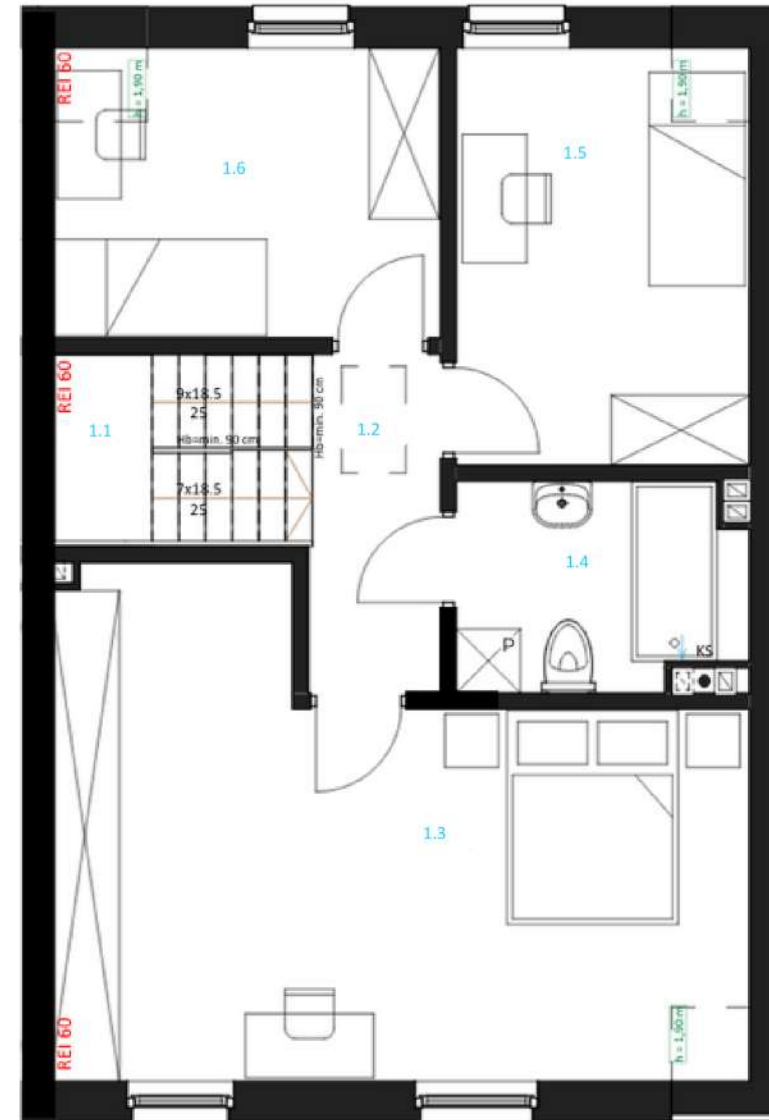 REI 60
h = 1,90 m
h = 1,90 m
1.6
1.5
REI 60
9x18.5
25
Hb=min. 90 cm
Hb=min. 90 cm
1.1
1.2
7x18.5
25
1.4
P
KS
1.3
REI 60
h = 1,90 m